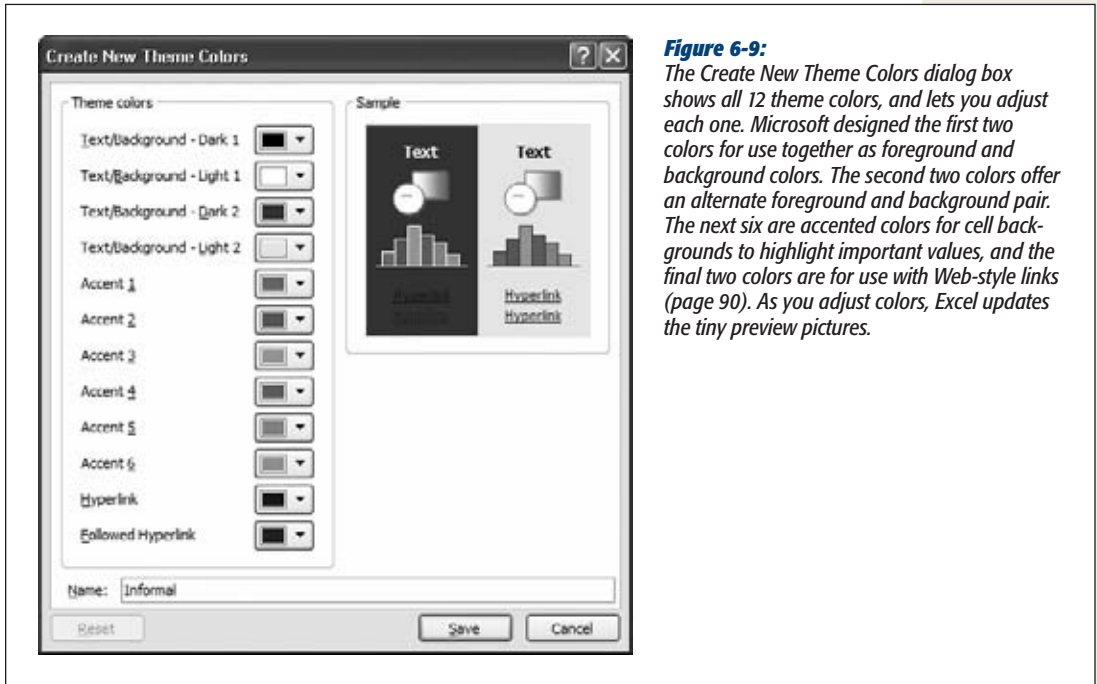 Create New Theme Colors
Theme colors
Text/Background - Dark 1
Text/Background - Light 1
Text/Background - Dark 2
Text/Background - Light 2
Accent 1
Accent 2
Accent 3
Accent 4
Accent 5
Accent 6
Hyperlink
Followed Hyperlink
Sample
Text Text
Hyperlink Hyperlink
Hyperlink Hyperlink
Name: Informal
Reset Save Cancel
Figure 6-9:
The Create New Theme Colors dialog box
shows all 12 theme colors, and lets you adjust
each one. Microsoft designed the first two
colors for use together as foreground and
background colors. The second two colors offer
an alternate foreground and background pair.
The next six are accented colors for cell back-
grounds to highlight important values, and the
final two colors are for use with Web-style links
(page 90). As you adjust colors, Excel updates
the tiny preview pictures.